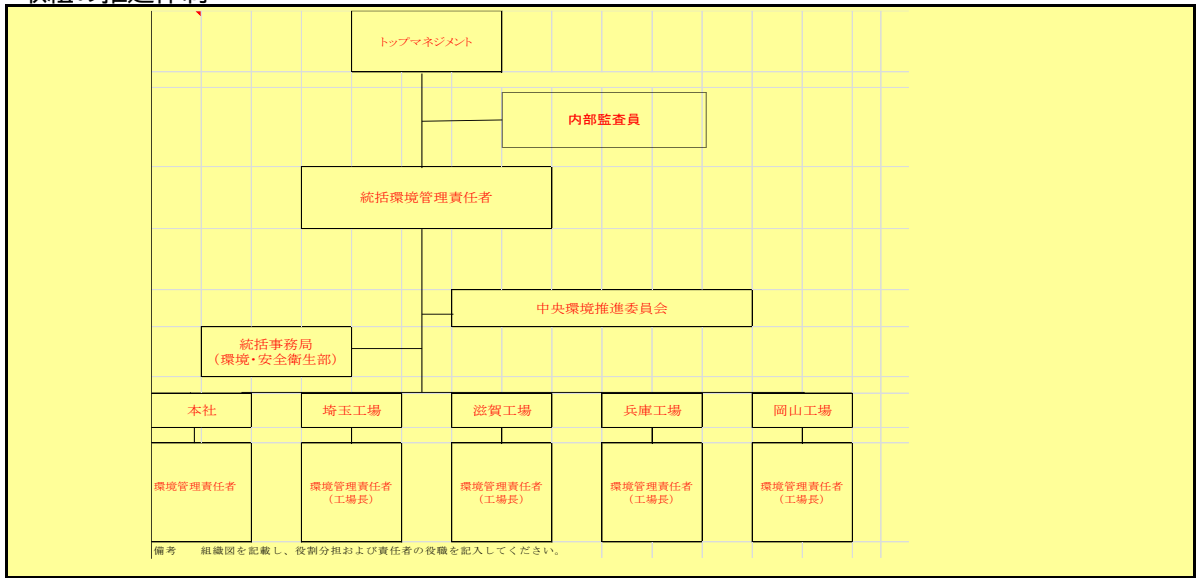 取組の推進体制
トップマネジメント
内部監査員
統括環境管理責任者
中央環境推進委員会
統括事務局
（環境・安全衛生部）
本社
埼玉工場
滋賀工場
兵庫工場
岡山工場
環境管理責任者
環境管理責任者
（工場長）
環境管理責任者
（工場長）
環境管理責任者
（工場長）
環境管理責任者
（工場長）
備考　組織図を記載し、役割分担および責任者の役職を記入してください。